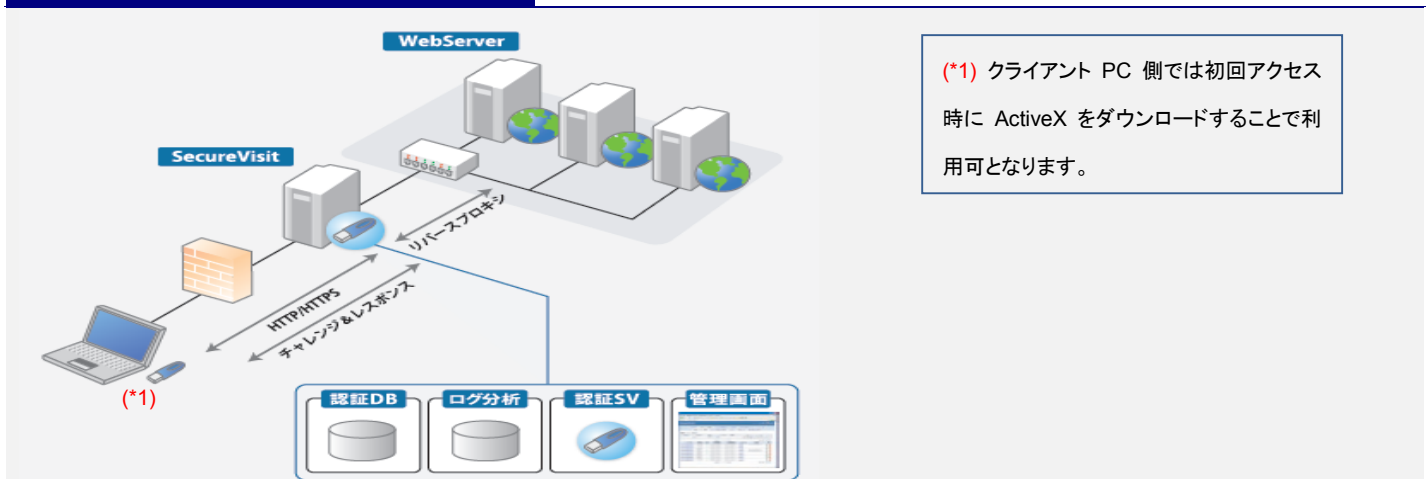 WebServer
(*1) クライアント PC 側では初回アクセス
時に ActiveX をダウンロードすることで利
用可となります。
SecureVisit
リバースプロキシ
HTTP/HTTPS
チャレンジ&レスポンス
(*1)
認証DB
ログ分析
認証SV
管理画面